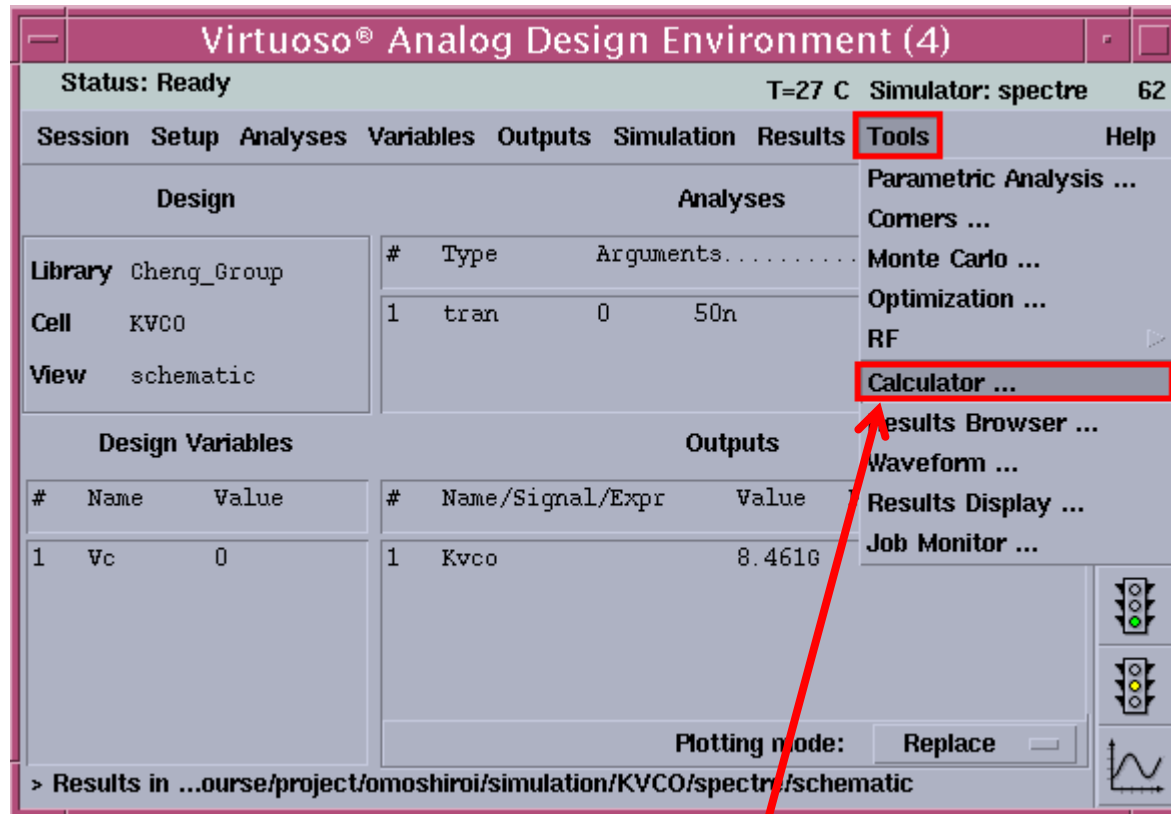 Virtuoso® Analog Design Environment (4)
Status: Ready
T=27 C Simulator: spectre 62
Session Setup Analyses Variables Outputs Simulation Results Tools Help
Design
Library Cheng_Group
Cell KVCO
View schematic
Analyses
# Type Arguments..........
1 tran 0 50n
Parametric Analysis ...
Corners ...
Monte Carlo ...
Optimization ...
RF
Calculator ...
Results Browser ...
Waveform ...
Results Display ...
Job Monitor ...
Design Variables
# Name Value
1 Vc 0
Outputs
# Name/Signal/Expr Value
1 Kvco 8.461G
Plotting mode: Replace
> Results in ...ourse/project/omoshiroi/simulation/KVCO/spectre/schematic